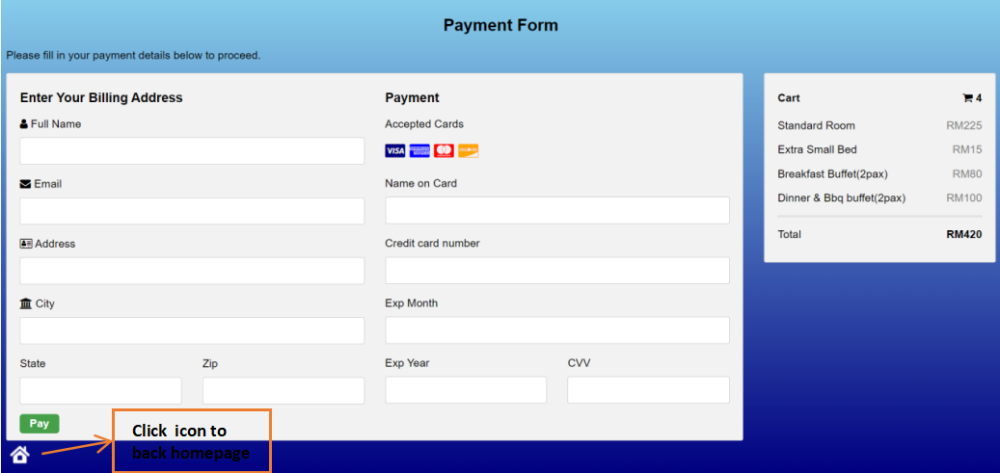 Payment Form
Please fill in your payment details below to proceed.
Enter Your Billing Address
Full Name
Email
Address
City
State Zip
Pay
Payment
Accepted Cards
VISA
Name on Card
Credit card number
Exp Month
Exp Year CVV
Cart 4
Standard Room RM225
Extra Small Bed RM15
Breakfast Buffet(2pax) RM80
Dinner & Bbq buffet(2pax) RM100
Total RM420
Click icon to
back homepage